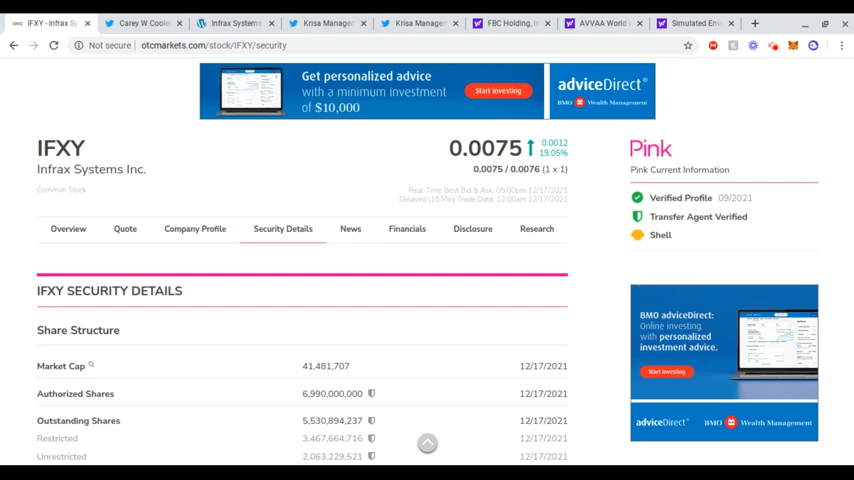 IFXY - Infrax Sy
Carey W Coole
Infrax Systems
Krisa Manager
Krisa Manager
FBC Holding, I
AVVAA World
Simulated Env
Not secure
otcmarkets.com/stock/IFXY/security
Get personalized advice
with a minimum investment
of $10,000
Start investing
adviceDirect®
BMO Wealth Management
IFXY
Infrax Systems Inc.
Common Stock
0.0075
0.0012
19.05%
0.0075 / 0.0076 (1 x 1)
Real-Time Best Bid & Ask: 05:00pm 12/17/2021
Delayed (15 Min) Trade Data: 12:00am 12/17/2021
Pink
Pink Current Information
Verified Profile 09/2021
Transfer Agent Verified
Shell
Overview Quote Company Profile Security Details News Financials Disclosure Research
IFXY SECURITY DETAILS
Share Structure
Market Cap 41,481,707 12/17/2021
Authorized Shares 6,990,000,000 12/17/2021
Outstanding Shares 5,530,894,237 12/17/2021
Restricted 3,467,664,716 12/17/2021
Unrestricted 2,063,229,521 12/17/2021
BMO adviceDirect:
Online investing
with personalized
investment advice.
Start investing
adviceDirect® BMO Wealth Management